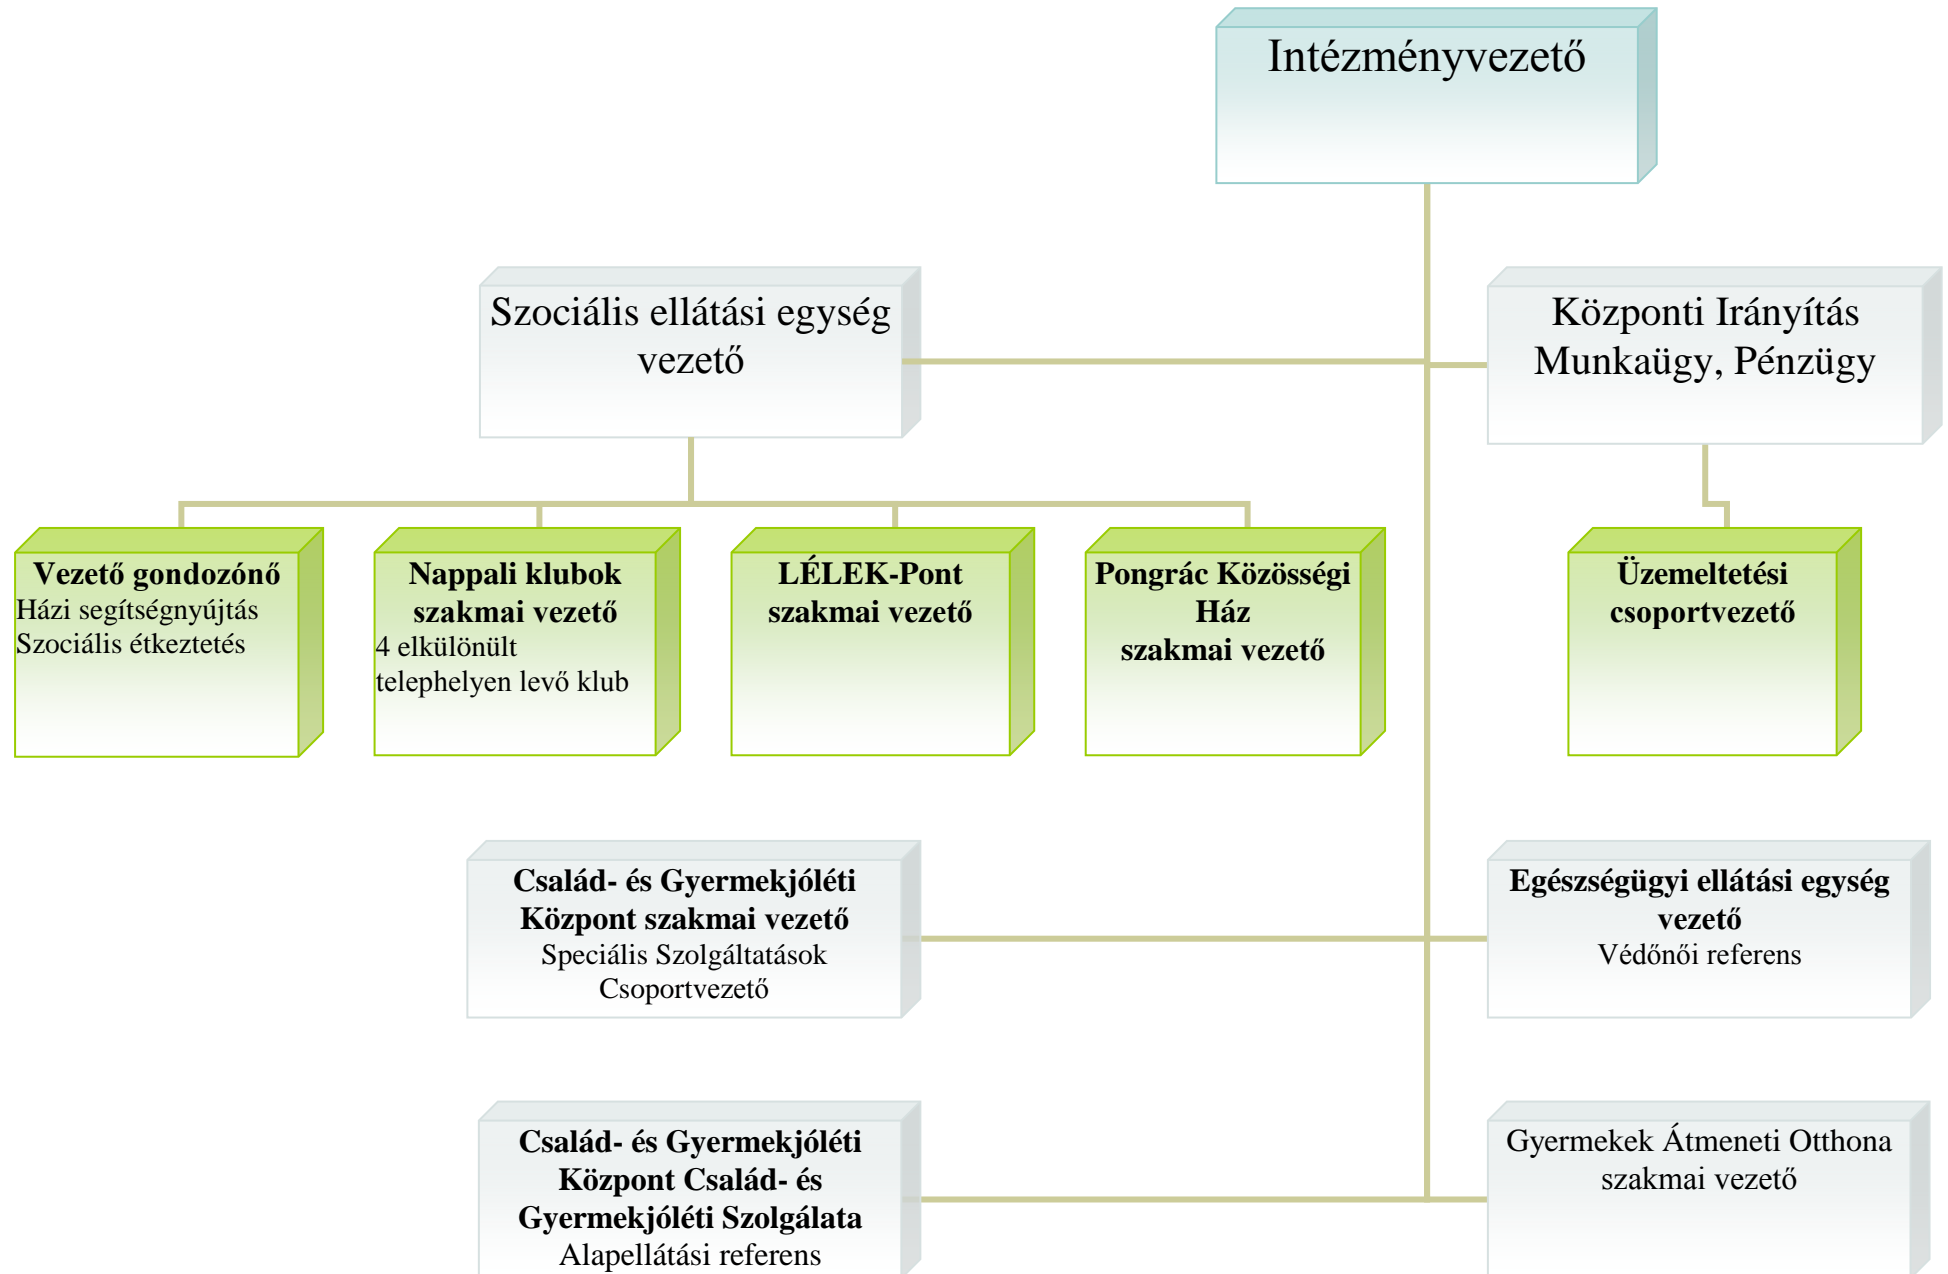 Intézményvezető
Szociális ellátási egység
vezető
Központi Irányítás
Munkaügy, Pénzügy
Vezető gondozónő
Házi segítségnyújtás
Szociális étkeztetés
Nappali klubok
szakmai vezető
4 elkülönült
telephelyen levő klub
LÉLEK-Pont
szakmai vezető
Pongrác Közösségi
Ház
szakmai vezető
Üzemeltetési
csoportvezető
Család- és Gyermekjóléti
Központ szakmai vezető
Speciális Szolgáltatások
Csoportvezető
Egészségügyi ellátási egység
vezető
Védőnői referens
Család- és Gyermekjóléti
Központ Család- és
Gyermekjóléti Szolgálata
Alapellátási referens
Gyermekek Átmeneti Otthona
szakmai vezető